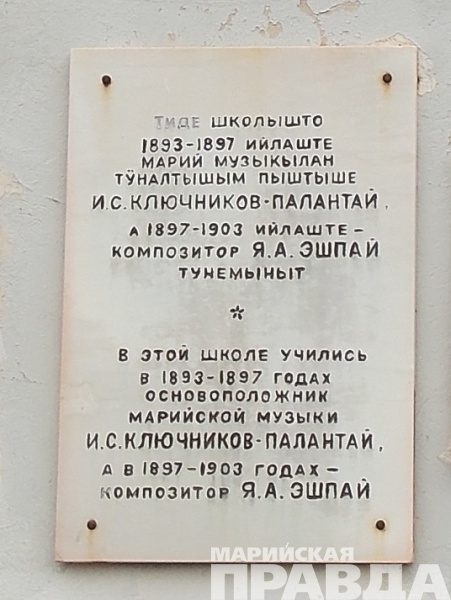 ТИДЕ ШКОЛЫШТО
1893-1897 ИЙЛАШТЕ
МАРИЙ МУЗЫКЫЛАН
ТӰҤАЛТЫШЫМ ПЫШТЫШЕ
И.С.КЛЮЧНИКОВ-ПАЛАНТАЙ,
А 1897-1903 ИЙЛАШТЕ-
КОМПОЗИТОР Я.А.ЭШПАЙ
ТУНЕМЫНЫТ
*
В ЭТОЙ ШКОЛЕ УЧИЛИСЬ
В 1893-1897 ГОДАХ
ОСНОВОПОЛОЖНИК
МАРИЙСКОЙ МУЗЫКИ
И.С.КЛЮЧНИКОВ-ПАЛАНТАЙ,
А В 1897-1903 ГОДАХ-
КОМПОЗИТОР Я.А.ЭШПАЙ
МАРИЙСКАЯ
ПРАВДА